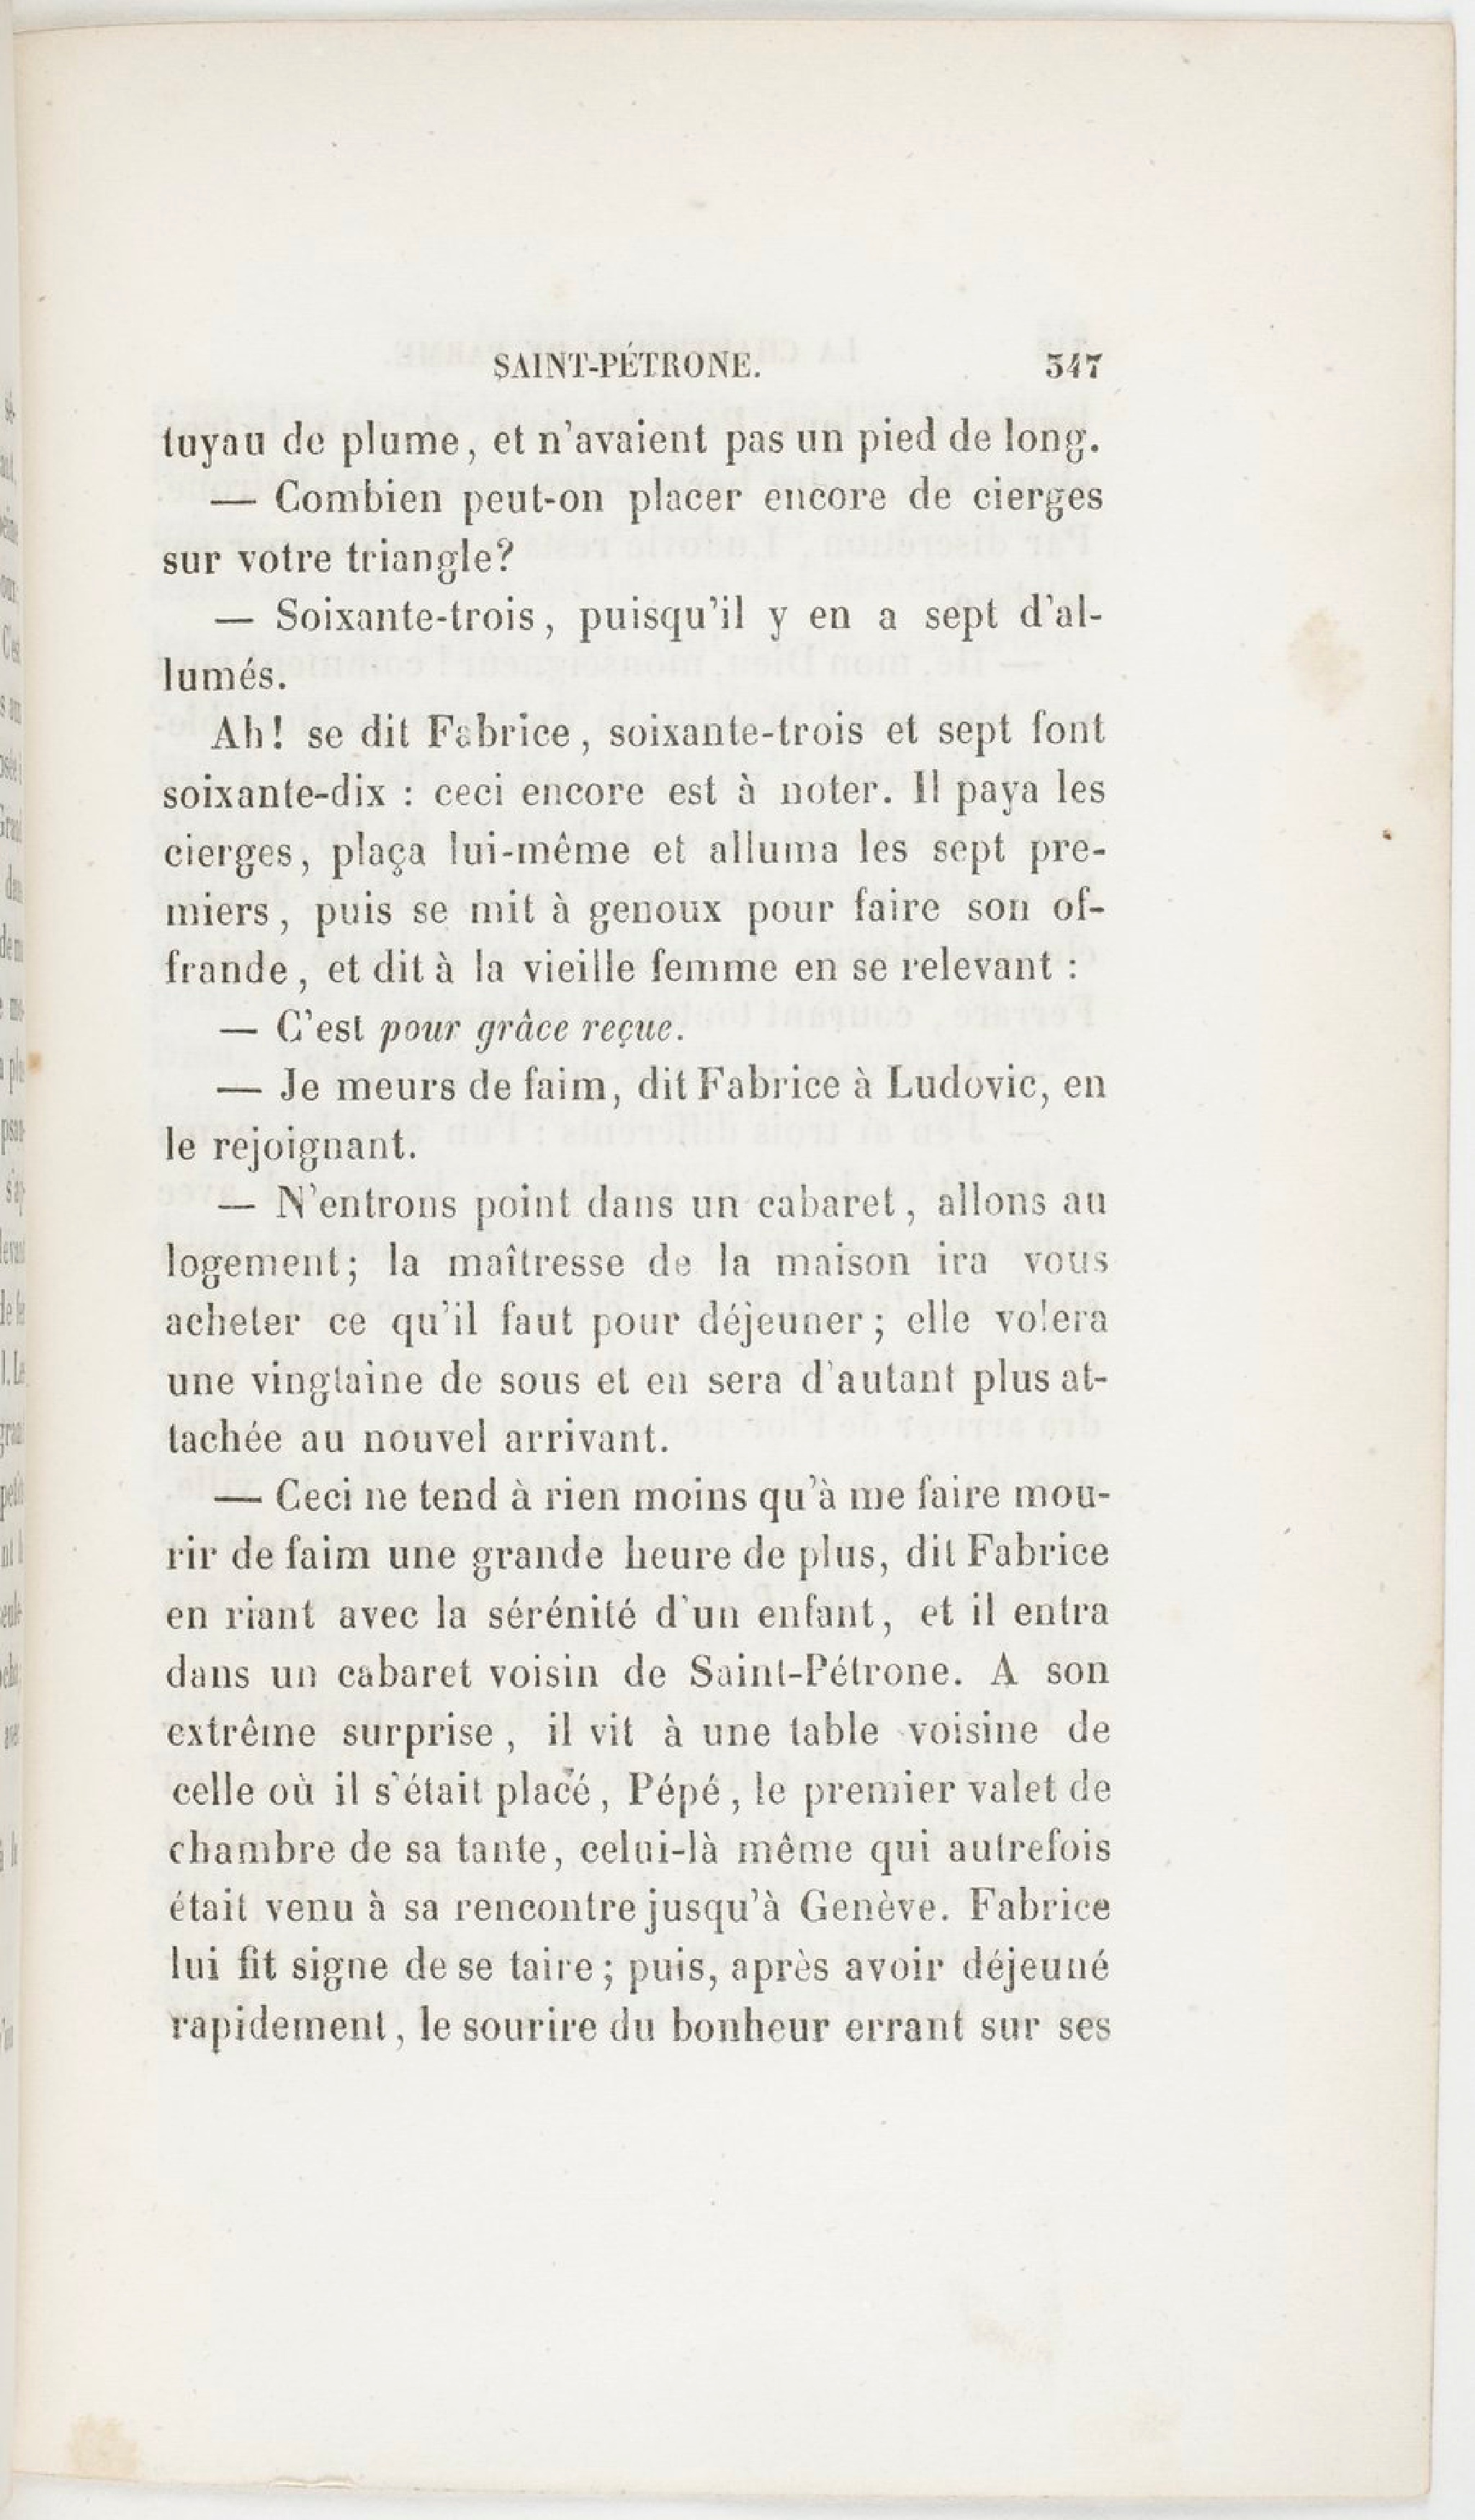 SAINT-PÉTRONE. 347
tuyau de plume, et n'avaient pas un pied de long.
— Combien peut-on placer encore de cierges
sur votre triangle?
— Soixante-trois, puisqu'il y en a sept d'al-
lumés.
Ah! se dit Fabrice, soixante-trois et sept font
soixante-dix : ceci encore est à noter. Il paya les
cierges, plaça lui-même et alluma les sept pre-
miers, puis se mit à genoux pour faire son of-
frande, et dit à la vieille femme en se relevant :
— C'est pour grâce reçue.
— Je meurs de faim, dit Fabrice à Ludovic, en
le rejoignant.
— N'entrons point dans un cabaret, allons au
logement; la maîtresse de la maison ira vous
acheter ce qu'il faut pour déjeuner; elle volera
une vingtaine de sous et en sera d'autant plus at-
tachée au nouvel arrivant.
— Ceci ne tend à rien moins qu'à me faire mou-
rir de faim une grande heure de plus, dit Fabrice
en riant avec la sérénité d'un enfant, et il entra
dans un cabaret voisin de Saint-Pétrone. A son
extrême surprise, il vit à une table voisine de
celle où il s'était placé, Pépé, le premier valet de
chambre de sa tante, celui-là même qui autrefois
était venu à sa rencontre jusqu'à Genève. Fabrice
lui fit signe de se taire; puis, après avoir déjeuné
rapidement, le sourire du bonheur errant sur ses